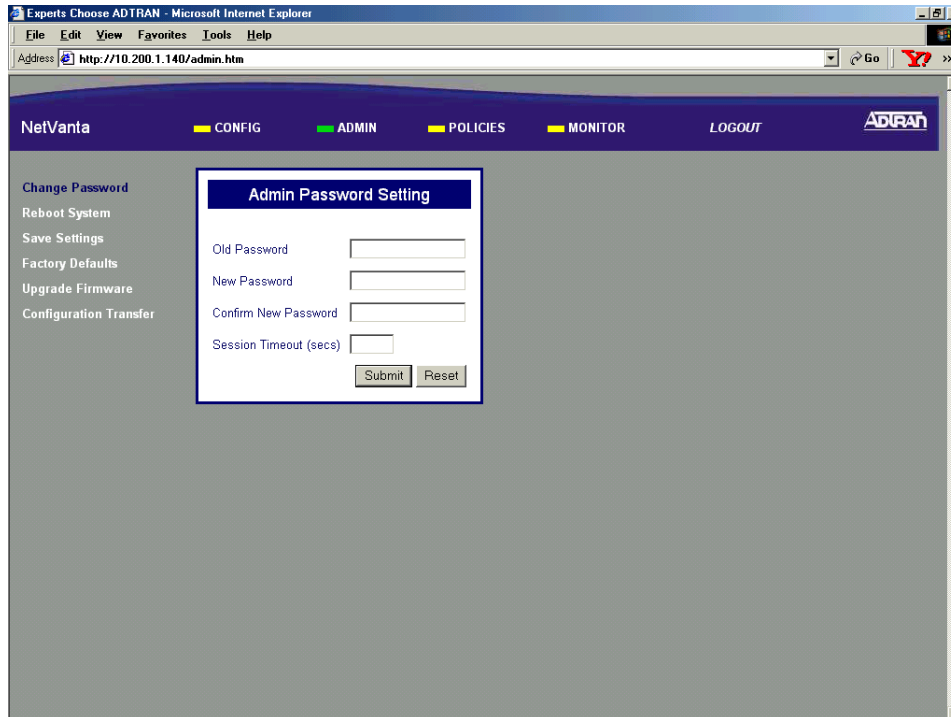 Experts Choose ADTRAN - Microsoft Internet Explorer
File Edit View Favorites Tools Help
Address http://10.200.1.140/admin.htm Go Y! »
NetVanta CONFIG ADMIN POLICIES MONITOR LOGOUT ADTRAN
Change Password
Reboot System
Save Settings
Factory Defaults
Upgrade Firmware
Configuration Transfer
Admin Password Setting
Old Password
New Password
Confirm New Password
Session Timeout (secs)
Submit Reset